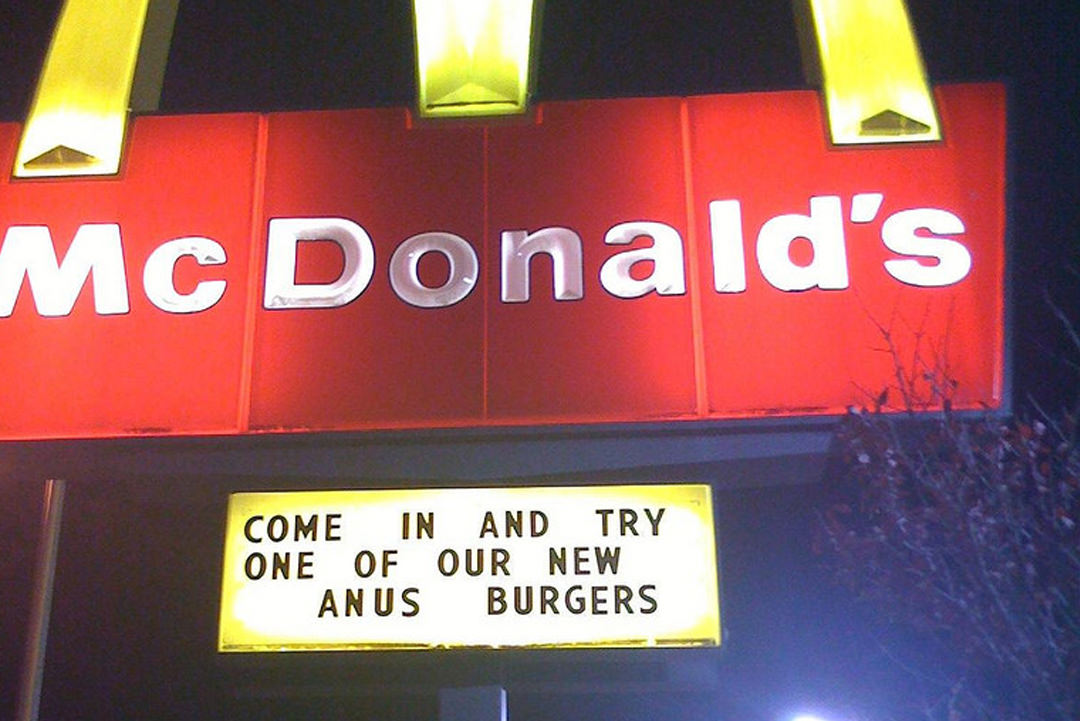 McDonald's
COME IN AND TRY
ONE OF OUR NEW
ANUS BURGERS